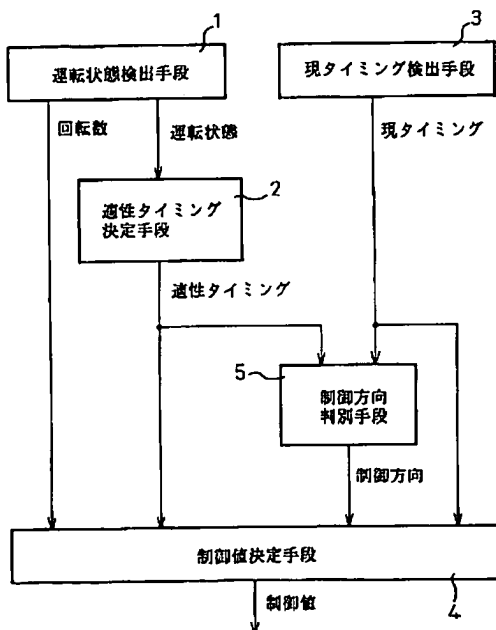 1
運転状態検出手段
3
現タイミング検出手段
回転数
運転状態
現タイミング
2
適性タイミング
決定手段
適性タイミング
5
制御方向
判別手段
制御方向
制御値決定手段
4
制御値